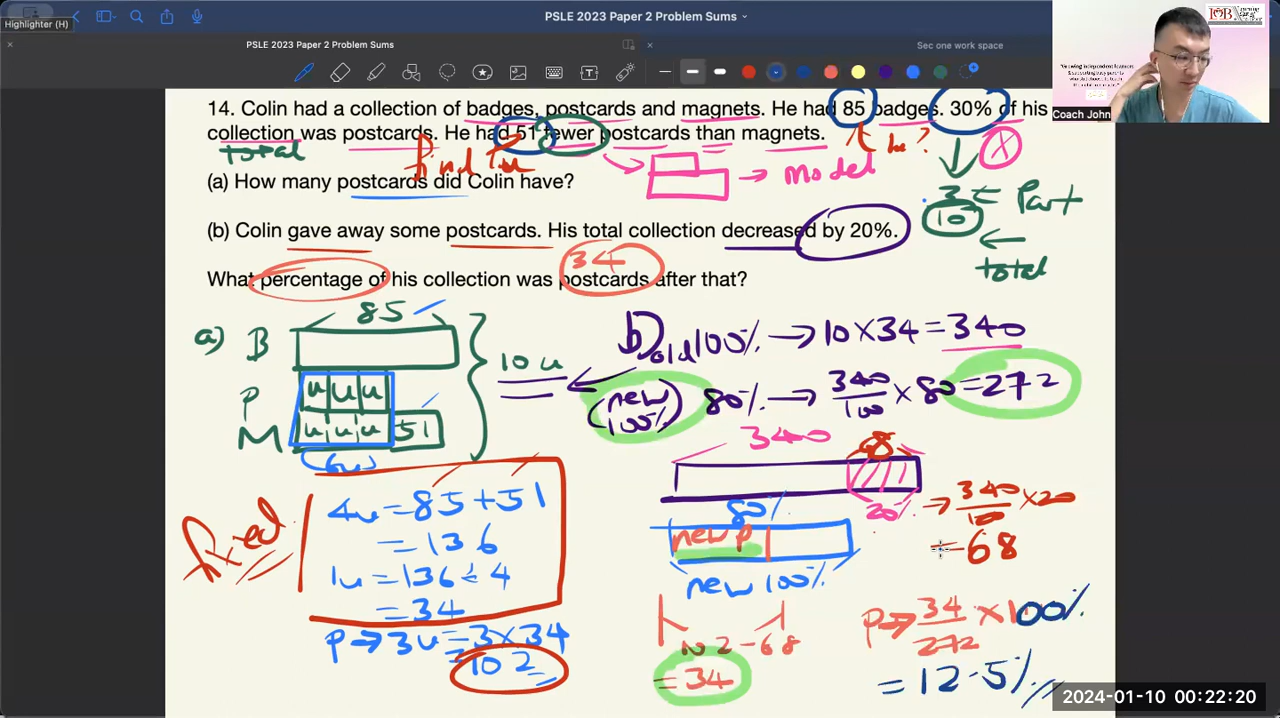 PSLE 2023 Paper 2 Problem Sums
Highlighter (H)
PSLE 2023 Paper 2 Problem Sums
Sec one work space
Coach John
14. Colin had a collection of badges, postcards and magnets. He had 85 badges. 30% of his
collection was postcards. He had 51 fewer postcards than magnets.
total
find 1u
1u?
→ model
(a) How many postcards did Colin have?
3 ← Part
10
← total
(b) Colin gave away some postcards. His total collection decreased by 20%.
34
What percentage of his collection was postcards after that?
a) B 85
P u u u
M u u u 51
10 u
6u
b) old 100% → 10 x 34 = 340
(new 100%) 80% → 340/100 x 80 = 272
340
68
20%
→ 340/100 x 20
= 68
80%
new P
new 100%
fixed
4u = 85 + 51
= 136
1u = 136 ÷ 4
= 34
P → 3u = 3 x 34
= 102
102 - 68
= 34
P → 34/272 x 100%
= 12.5%
2024-01-10 00:22:20